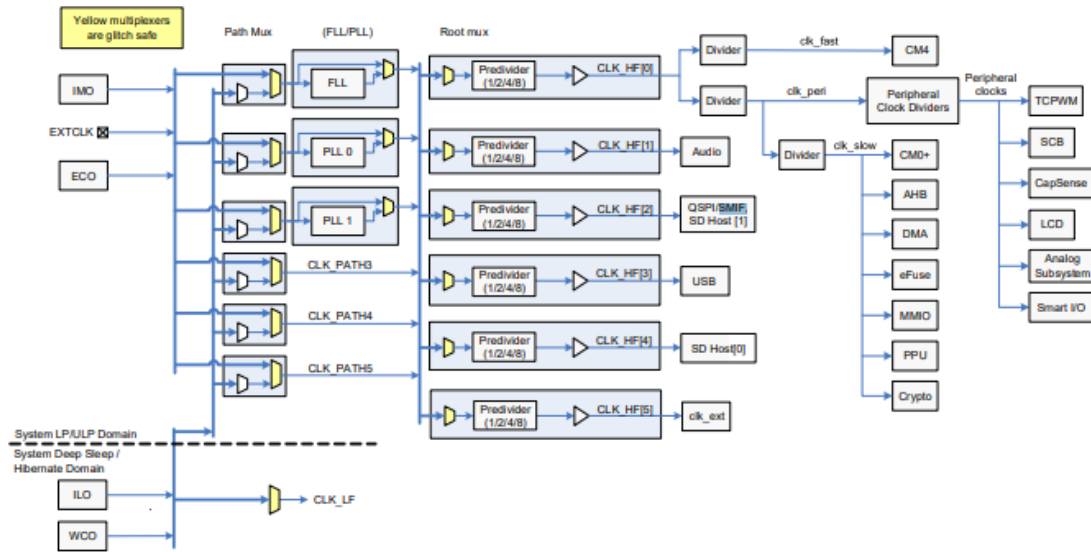 Yellow multiplexers
are glitch safe
Path Mux
(FLL/PLL)
Root mux
IMO
EXTCLK
ECO
FLL
PLL 0
PLL 1
CLK_PATH3
CLK_PATH4
CLK_PATH5
Predivider
(1/2/4/8)
CLK_HF[0]
Predivider
(1/2/4/8)
CLK_HF[1]
Predivider
(1/2/4/8)
CLK_HF[2]
Predivider
(1/2/4/8)
CLK_HF[3]
Predivider
(1/2/4/8)
CLK_HF[4]
Predivider
(1/2/4/8)
CLK_HF[5]
Divider
clk_fast
CM4
Divider
clk_peri
Peripheral
Clock Dividers
Peripheral
clocks
Audio
QSPI/SMIF,
SD Host [1]
USB
SD Host[0]
clk_ext
Divider
clk_slow
CM0+
AHB
DMA
eFuse
MMIO
PPU
Crypto
TCPWM
SCB
CapSense
LCD
Analog
Subsystem
Smart I/O
System LP/ULP Domain
System Deep Sleep /
Hibernate Domain
ILO
WCO
CLK_LF